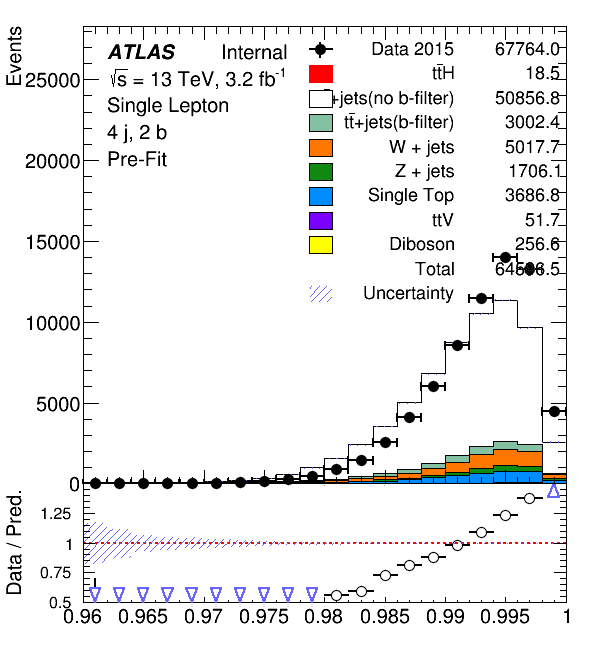 Events
ATLAS Internal
√s = 13 TeV, 3.2 fb⁻¹
Single Lepton
4 j, 2 b
Pre-Fit
Data 2015 67764.0
tt̄H 18.5
+jets(no b-filter) 50856.8
tt̄+jets(b-filter) 3002.4
W + jets 5017.7
Z + jets 1706.1
Single Top 3686.8
ttV 51.7
Diboson 256.6
Total
Uncertainty
25000
20000
15000
10000
5000
0
Data / Pred.
1.25
1
0.75
0.5
0.96 0.965 0.97 0.975 0.98 0.985 0.99 0.995 1